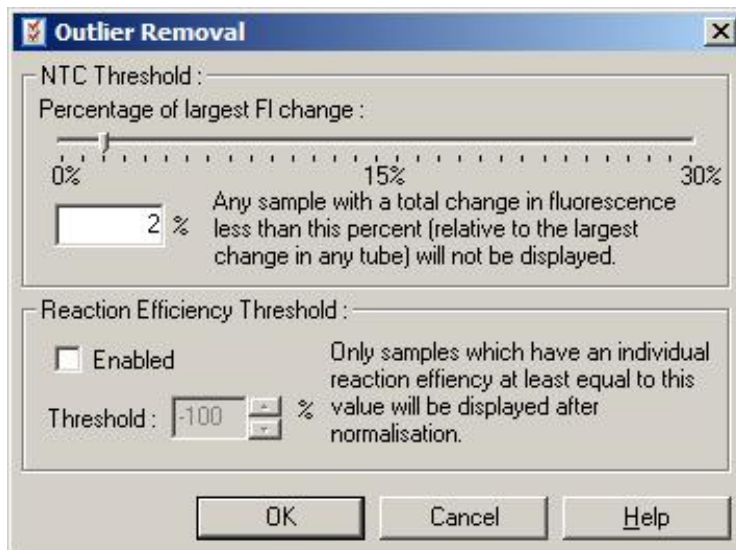 Outlier Removal
NTC Threshold :
Percentage of largest Fl change :
0% 15% 30%
2 %
Any sample with a total change in fluorescence
less than this percent (relative to the largest
change in any tube) will not be displayed.
Reaction Efficiency Threshold :
Enabled
Threshold : -100 %
Only samples which have an individual
reaction effiency at least equal to this
value will be displayed after
normalisation.
OK Cancel Help